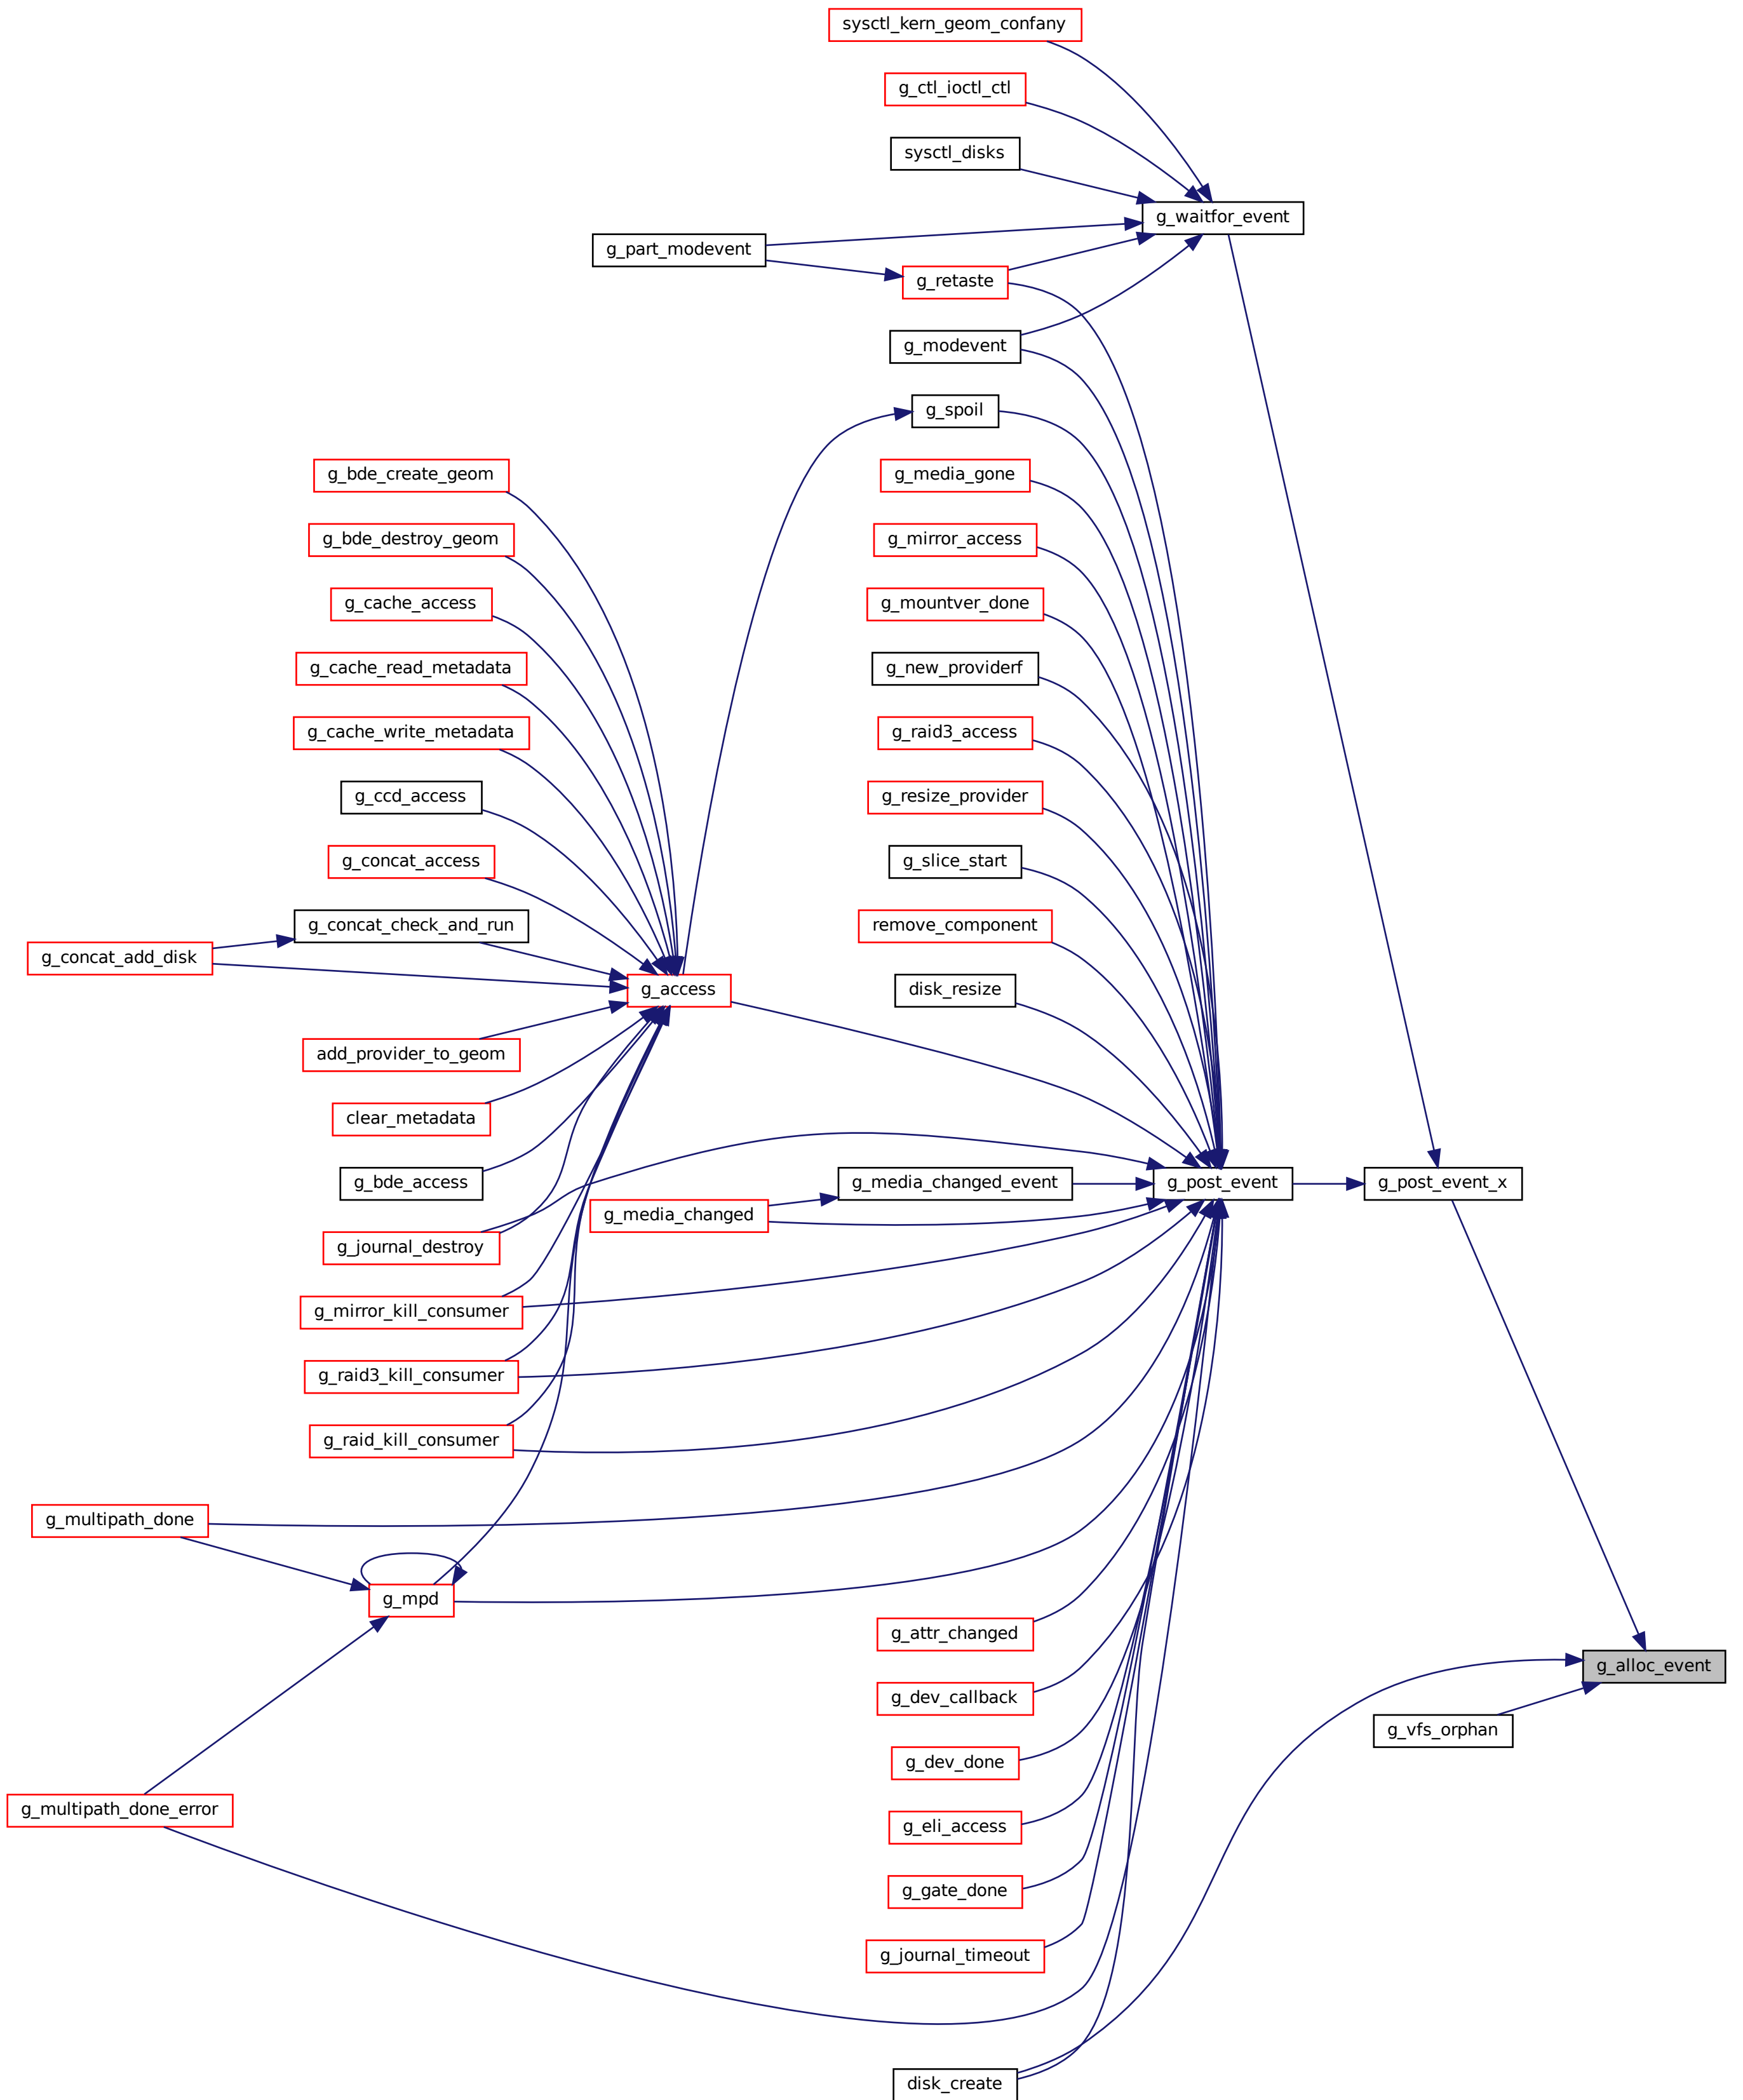 sysctl_kern_geom_confany
g_ctl_ioctl_ctl
sysctl_disks
g_waitfor_event
g_part_modevent
g_retaste
g_modevent
g_spoil
g_bde_create_geom
g_media_gone
g_bde_destroy_geom
g_mirror_access
g_cache_access
g_mountver_done
g_cache_read_metadata
g_new_providerf
g_cache_write_metadata
g_raid3_access
g_ccd_access
g_resize_provider
g_concat_access
g_slice_start
g_concat_check_and_run
remove_component
g_concat_add_disk
g_access
disk_resize
add_provider_to_geom
clear_metadata
g_bde_access
g_media_changed_event
g_post_event
g_post_event_x
g_media_changed
g_journal_destroy
g_mirror_kill_consumer
g_raid3_kill_consumer
g_raid_kill_consumer
g_multipath_done
g_mpd
g_attr_changed
g_alloc_event
g_dev_callback
g_vfs_orphan
g_dev_done
g_multipath_done_error
g_eli_access
g_gate_done
g_journal_timeout
disk_create